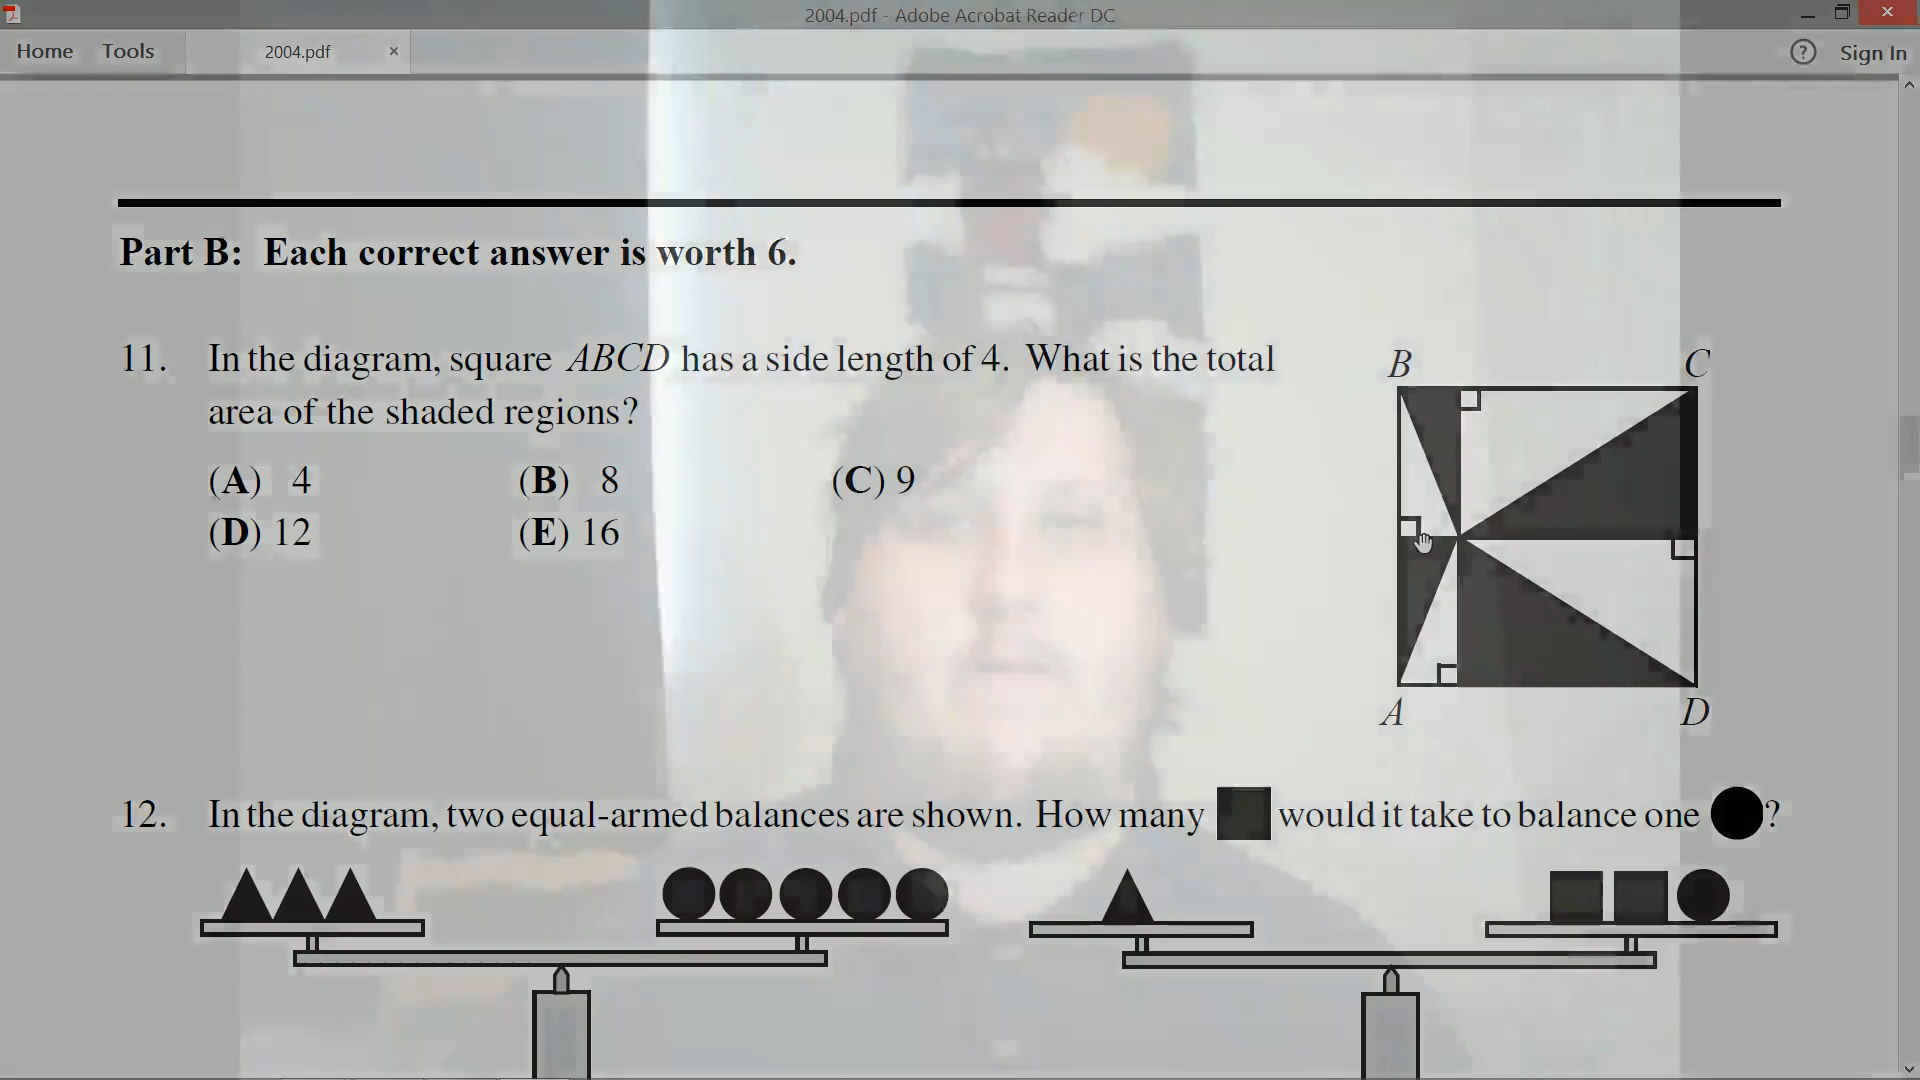 2004.pdf - Adobe Acrobat Reader DC
Home Tools 2004.pdf × ? Sign In
Part B: Each correct answer is worth 6.
11. In the diagram, square ABCD has a side length of 4. What is the total
area of the shaded regions?
(A) 4 (B) 8 (C) 9
(D) 12 (E) 16
B C
A D
12. In the diagram, two equal-armed balances are shown. How many would it take to balance one ?